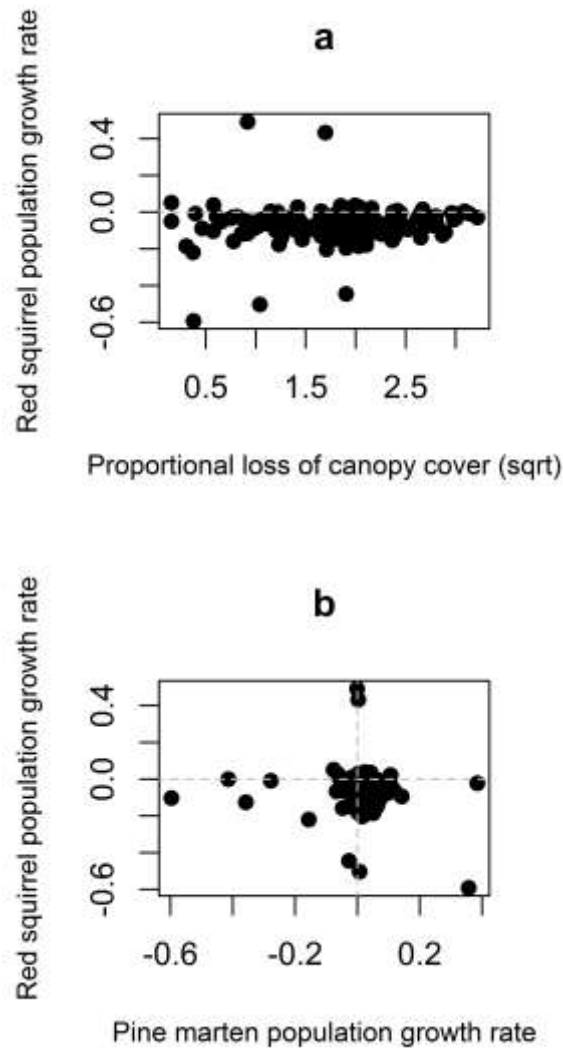 a
Red squirrel population growth rate
0.4
0.0
-0.6
0.5 1.5 2.5
Proportional loss of canopy cover (sqrt)
b
Red squirrel population growth rate
0.4
0.0
-0.6
-0.6 -0.2 0.2
Pine marten population growth rate